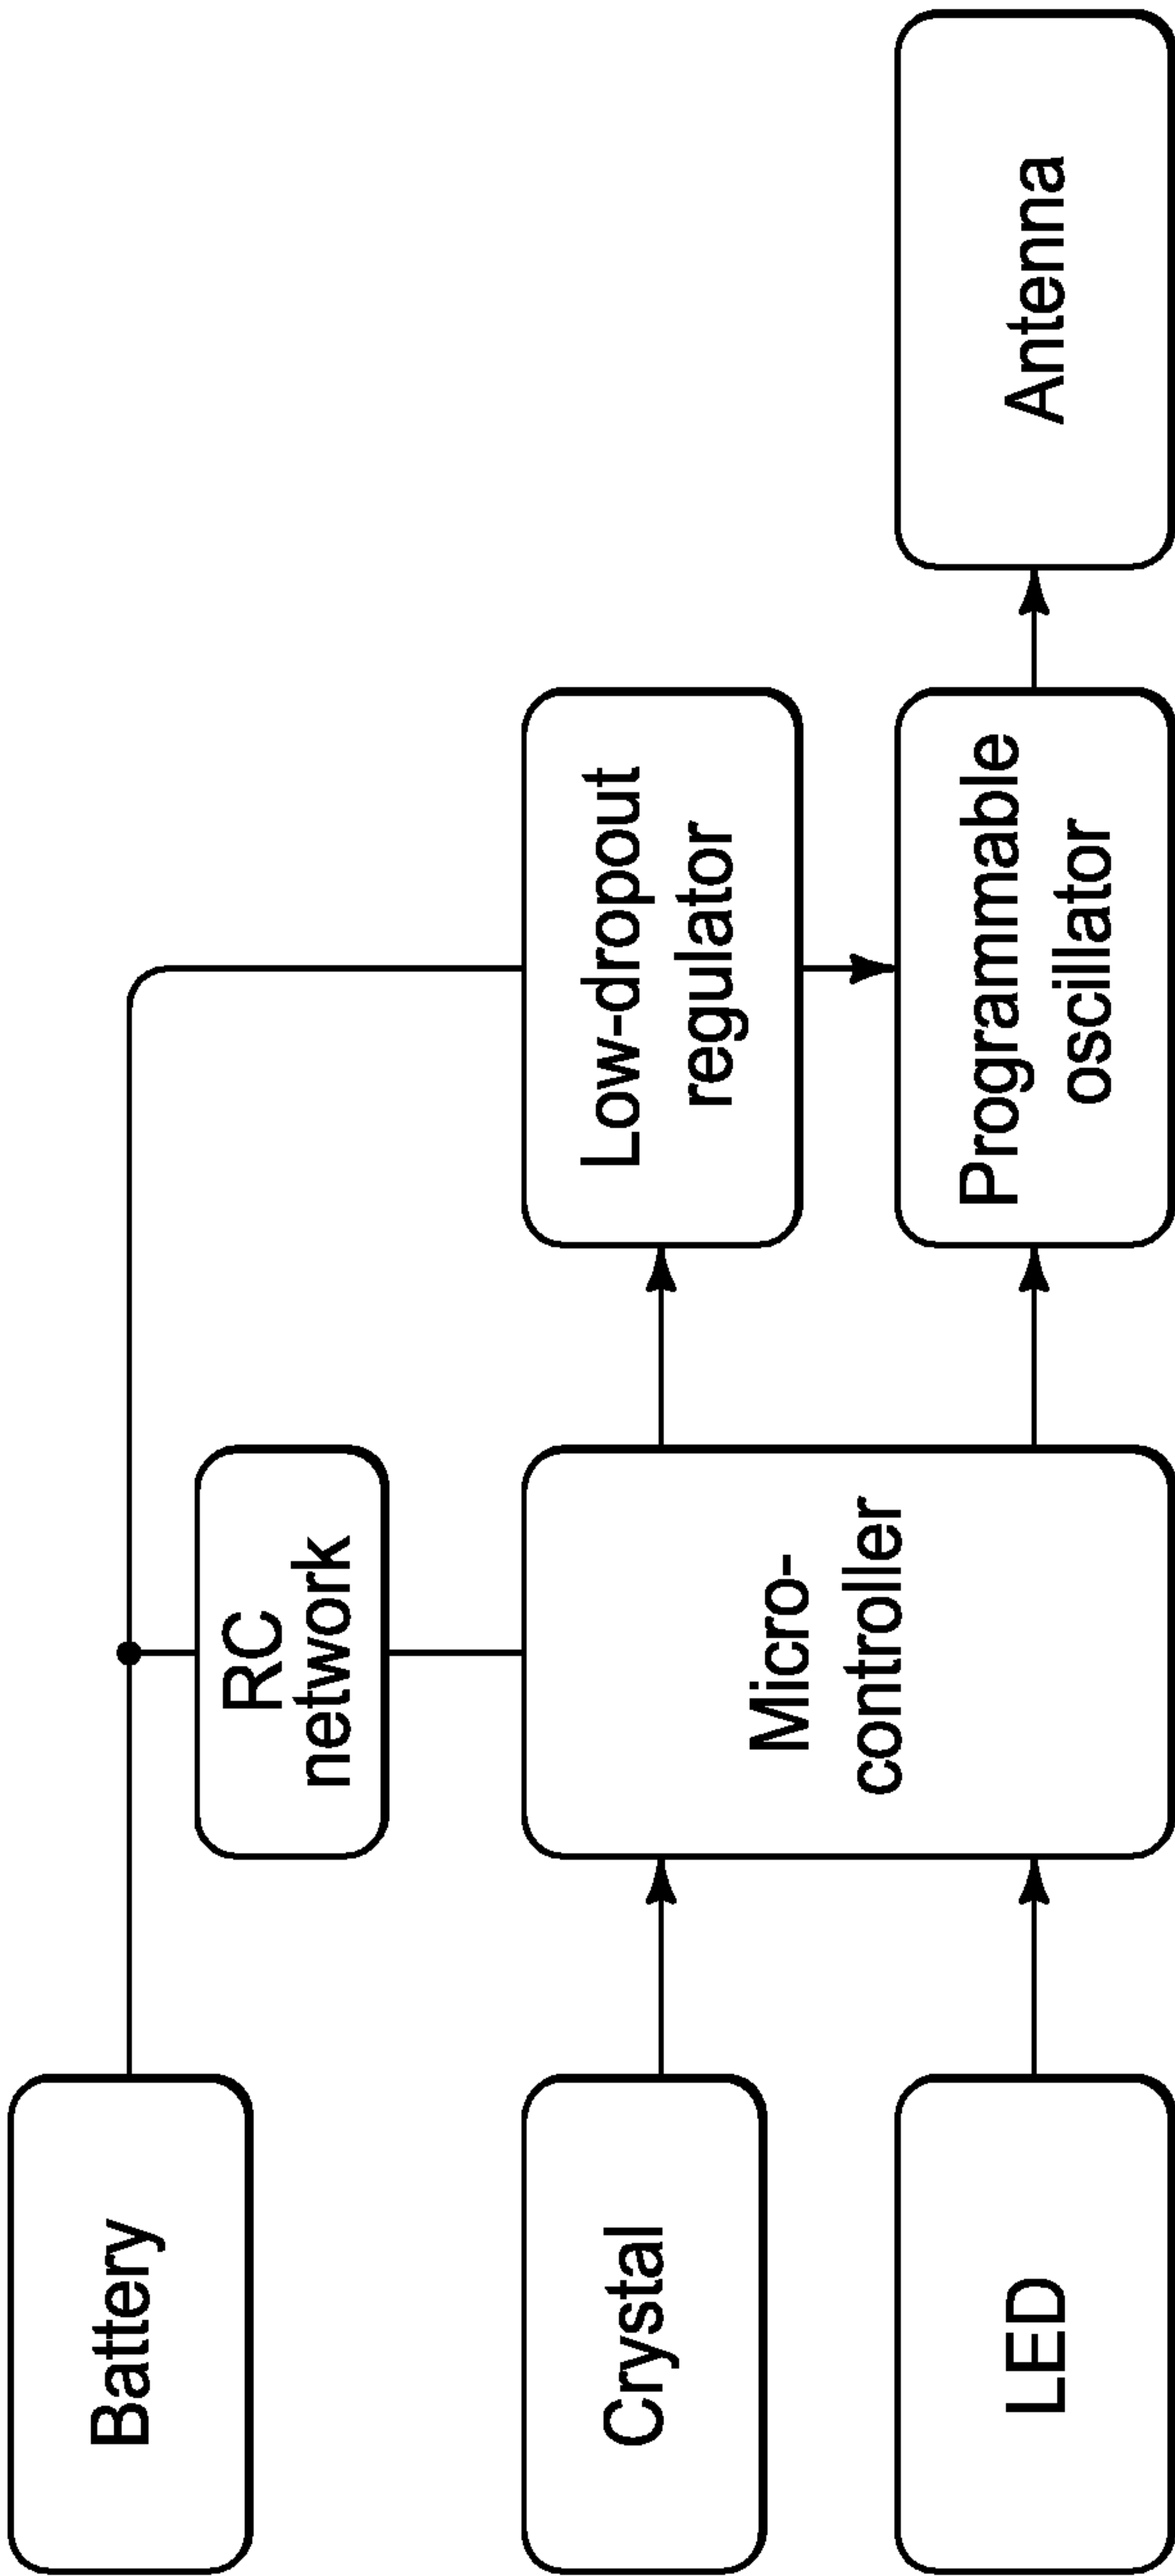 Battery
RC
network
Crystal
Micro-
controller
Low-dropout
regulator
LED
Programmable
oscillator
Antenna